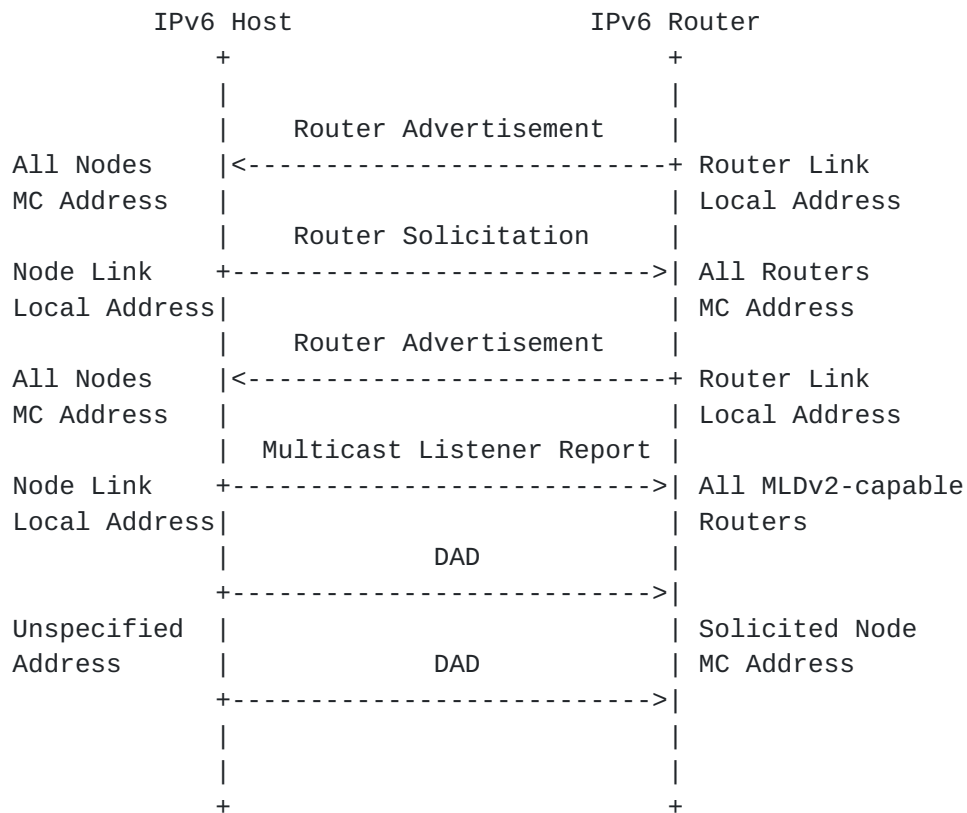 IPv6 Host IPv6 Router
Router Advertisement
All Nodes Router Link
MC Address Local Address
Router Solicitation
Node Link All Routers
Local Address MC Address
Router Advertisement
All Nodes Router Link
MC Address Local Address
Multicast Listener Report
Node Link All MLDv2-capable
Local Address Routers
DAD
Unspecified Solicited Node
Address DAD MC Address